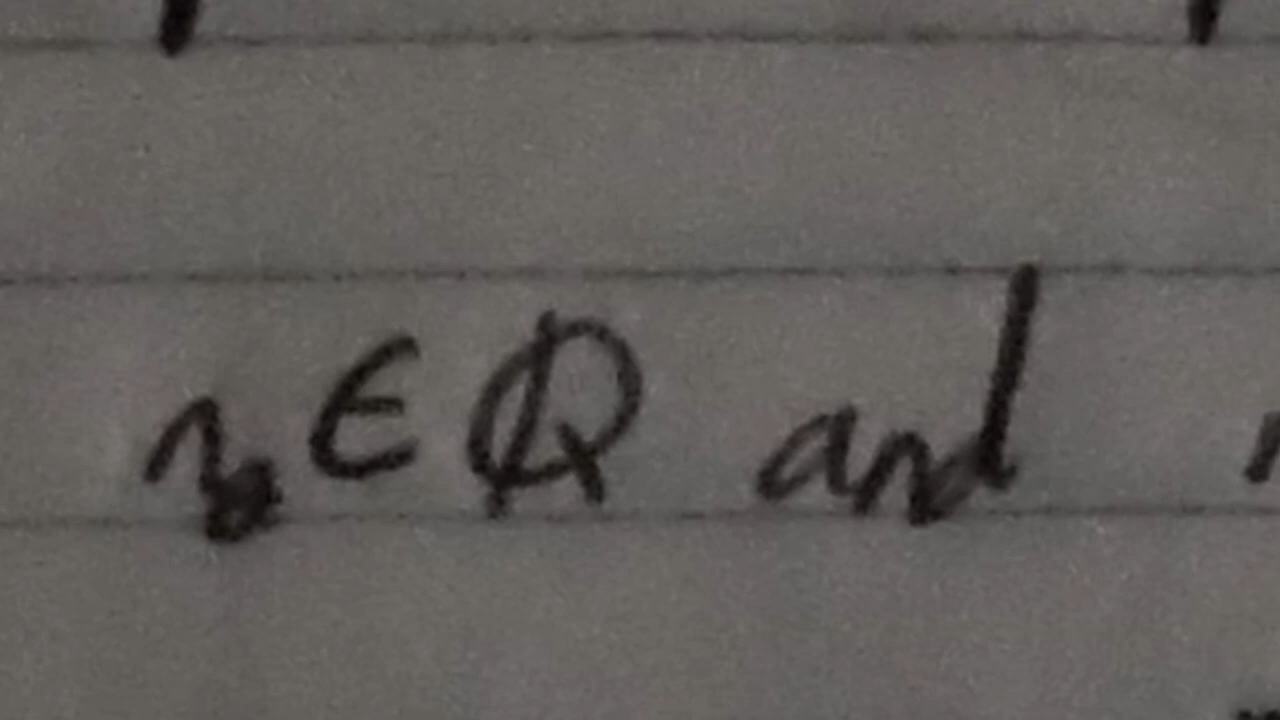 ∈ ℚ and